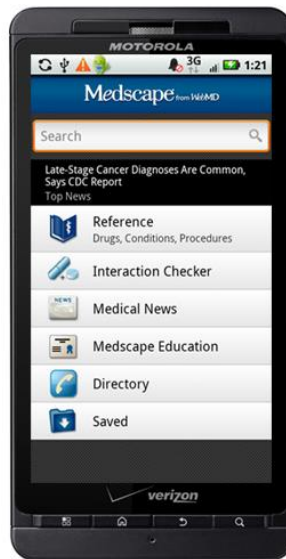 MOTOROLA
3G 1:21
Medscape from WebMD
Search
Late-Stage Cancer Diagnoses Are Common,
Says CDC Report
Top News
Reference
Drugs, Conditions, Procedures
Interaction Checker
NEWS
Medical News
Medscape Education
Directory
Saved
verizon